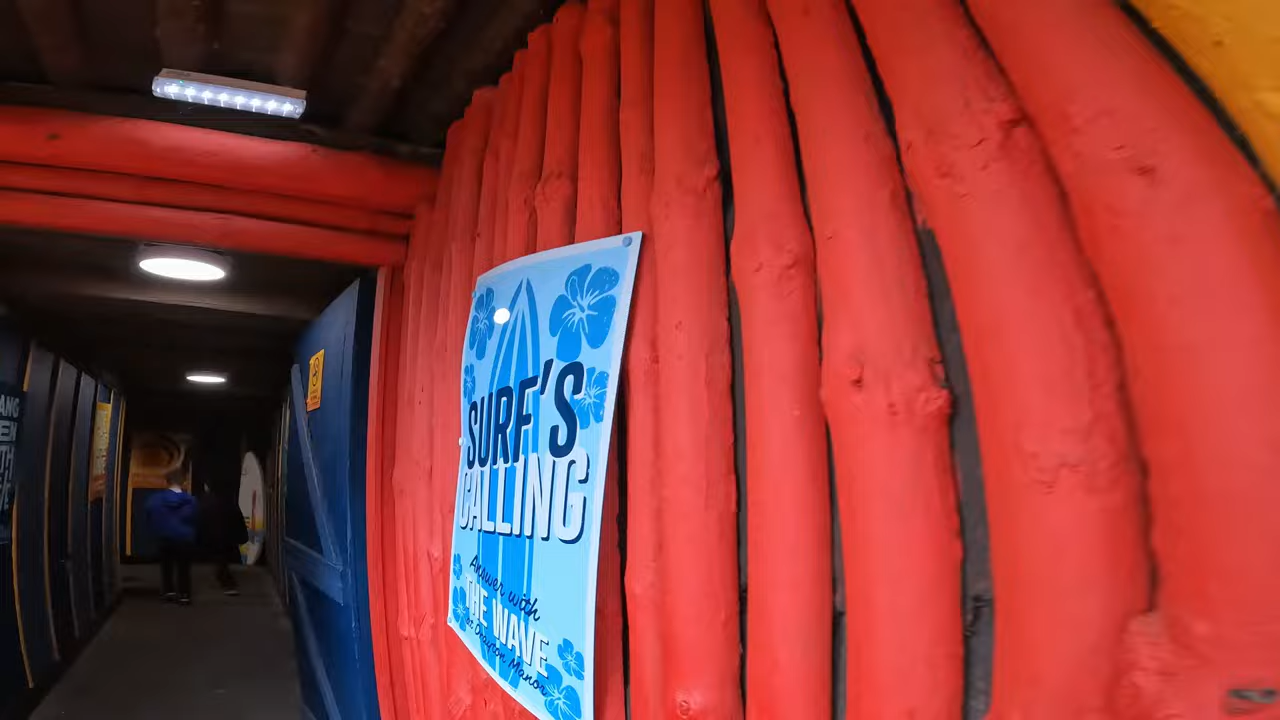 SURF'S
CALLING
Answer with
THE WAVE
at Drayton Manor